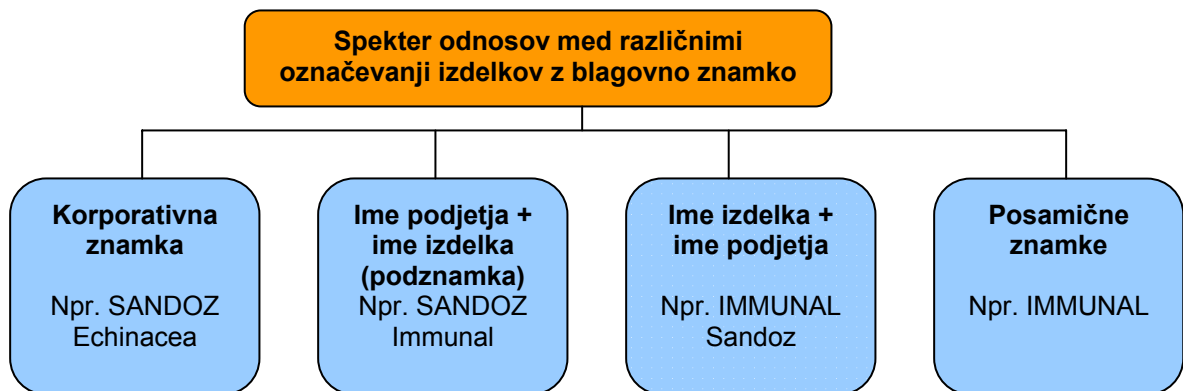 Spekter odnosov med različnimi
označevanji izdelkov z blagovno znamko
Korporativna
znamka
Npr. SANDOZ
Echinacea
Ime podjetja +
ime izdelka
(podznamka)
Npr. SANDOZ
Immunal
Ime izdelka +
ime podjetja
Npr. IMMUNAL
Sandoz
Posamične
znamke
Npr. IMMUNAL